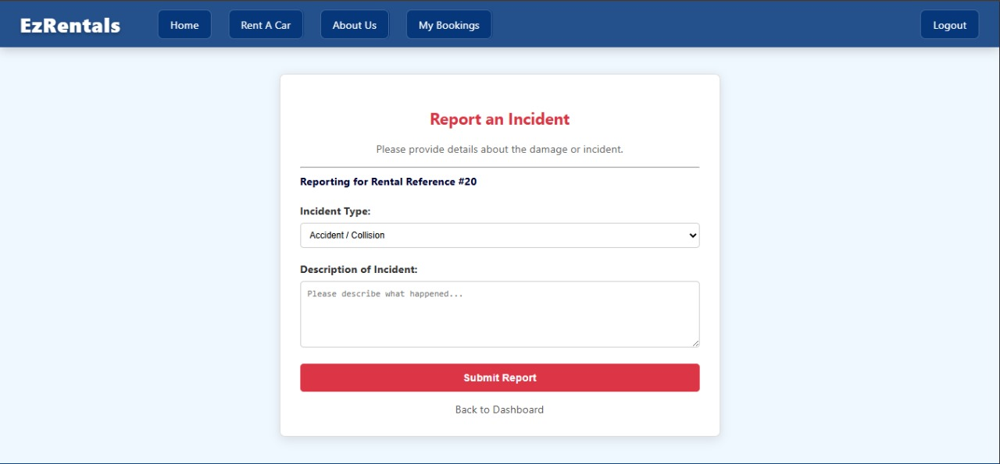 EzRentals Home Rent A Car About Us My Bookings Logout
Report an Incident
Please provide details about the damage or incident.
Reporting for Rental Reference #20
Incident Type:
Accident / Collision
Description of Incident:
Please describe what happened...
Submit Report
Back to Dashboard